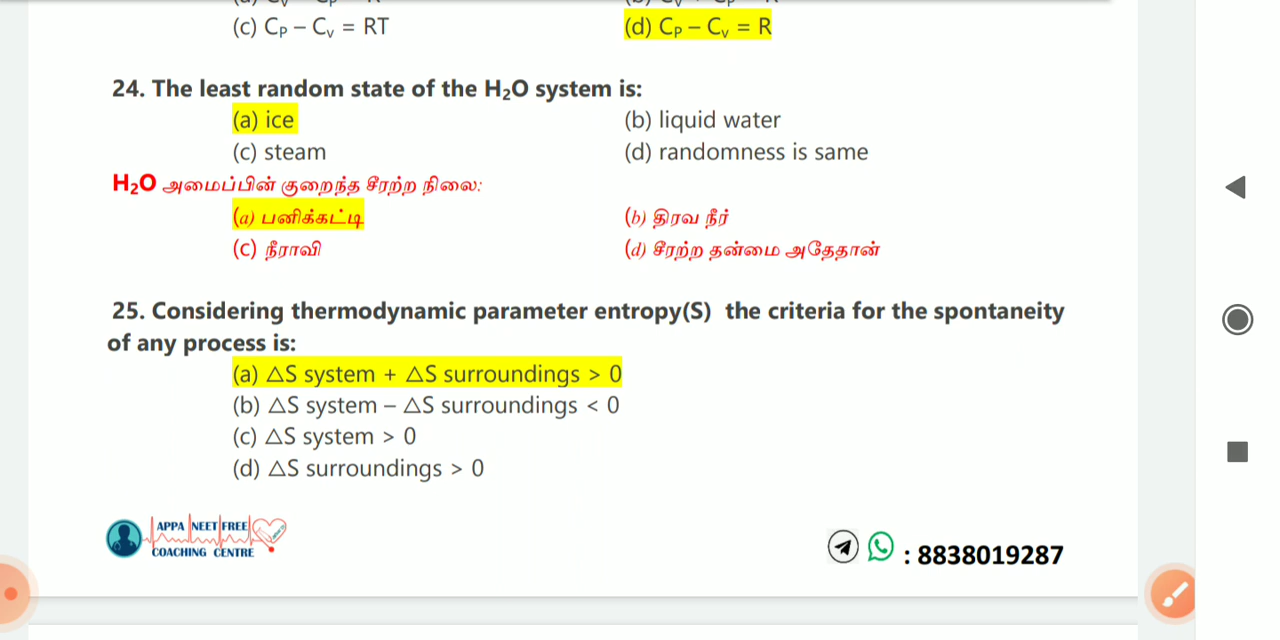 (c) Cₚ – Cᵥ = RT (d) Cₚ – Cᵥ = R
24. The least random state of the H₂O system is:
(a) ice (b) liquid water
(c) steam (d) randomness is same
H₂O அமைப்பின் குறைந்த சீரற்ற நிலை:
(a) பனிக்கட்டி (b) திரவ நீர்
(C) நீராவி (d) சீரற்ற தன்மை அதேதான்
25. Considering thermodynamic parameter entropy(S) the criteria for the spontaneity
of any process is:
(a) △S system + △S surroundings > 0
(b) △S system – △S surroundings < 0
(c) △S system > 0
(d) △S surroundings > 0
APPA NEET FREE
COACHING CENTRE
: 8838019287